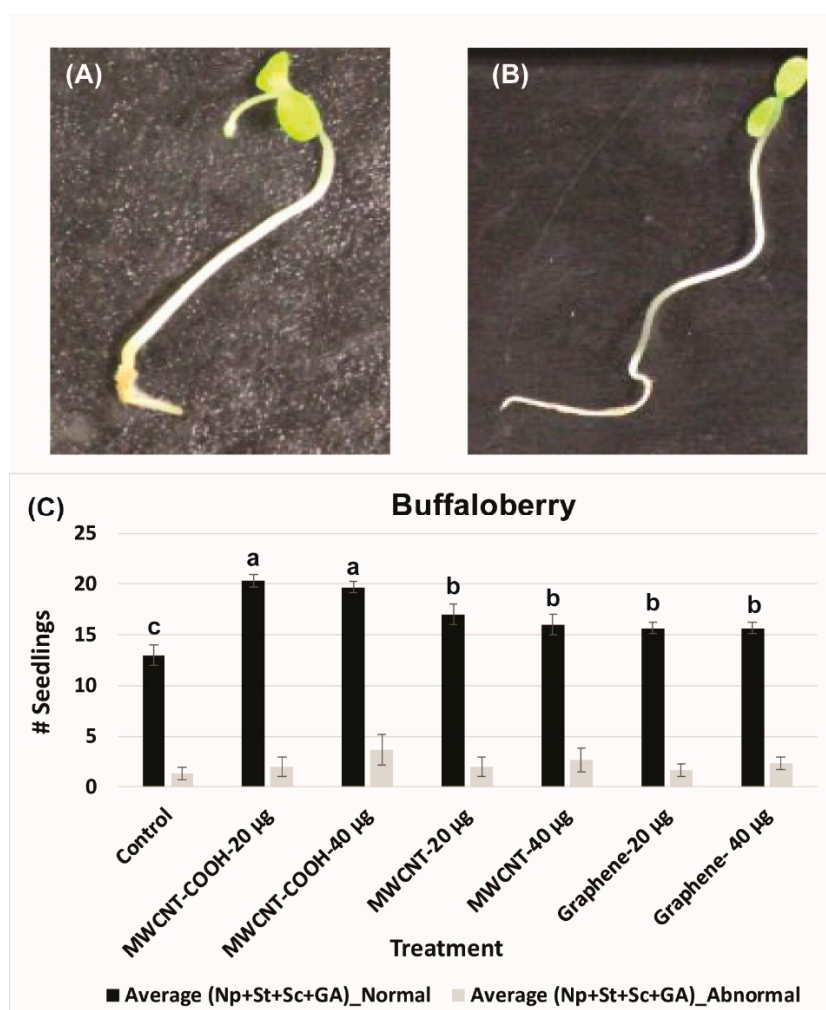 (A)
(B)
(C)
Buffaloberry
# Seedlings
25
20
15
10
5
0
c
a
a
b
b
b
b
Control
MWCNT-COOH-20 µg
MWCNT-COOH-40 µg
MWCNT-20 µg
MWCNT-40 µg
Graphene-20 µg
Graphene- 40 µg
Treatment
Average (Np+St+Sc+GA)_Normal
Average (Np+St+Sc+GA)_Abnormal